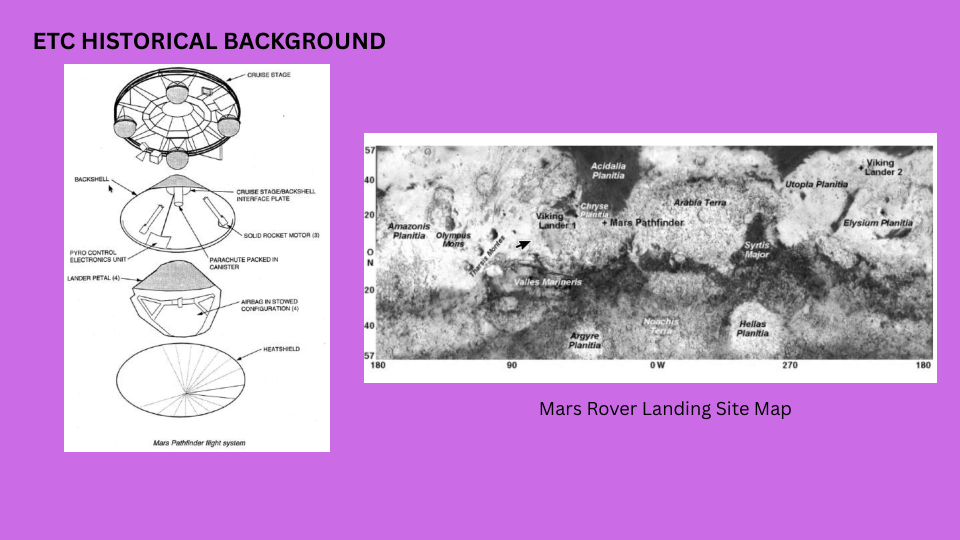 ETC HISTORICAL BACKGROUND
CRUISE STAGE
BACKSHELL
CRUISE STAGE/BACKSHELL
INTERFACE PLATE
SOLID ROCKET MOTOR (3)
PYRO CONTROL
ELECTRONICS UNIT
PARACHUTE PACKED IN
CANISTER
LANDER PETAL (4)
AIRBAG IN STOWED
CONFIGURATION (4)
HEATSHIELD
Mars Pathfinder flight system
57
40
20
O
N
20
40
57
180
90
0 W
270
180
Acidalia
Planitia
Viking
Lander 2
Utopia Planitia
Arabia Terra
Chryse
Planitia
Viking
Lander 1
+ Mars Pathfinder
Elysium Planitia
Amazonis
Planitia
Olympus
Mons
Tharsis Montes
Syrtis
Major
Valles Marineris
Noachis
Terra
Hellas
Planitia
Argyre
Planitia
Mars Rover Landing Site Map